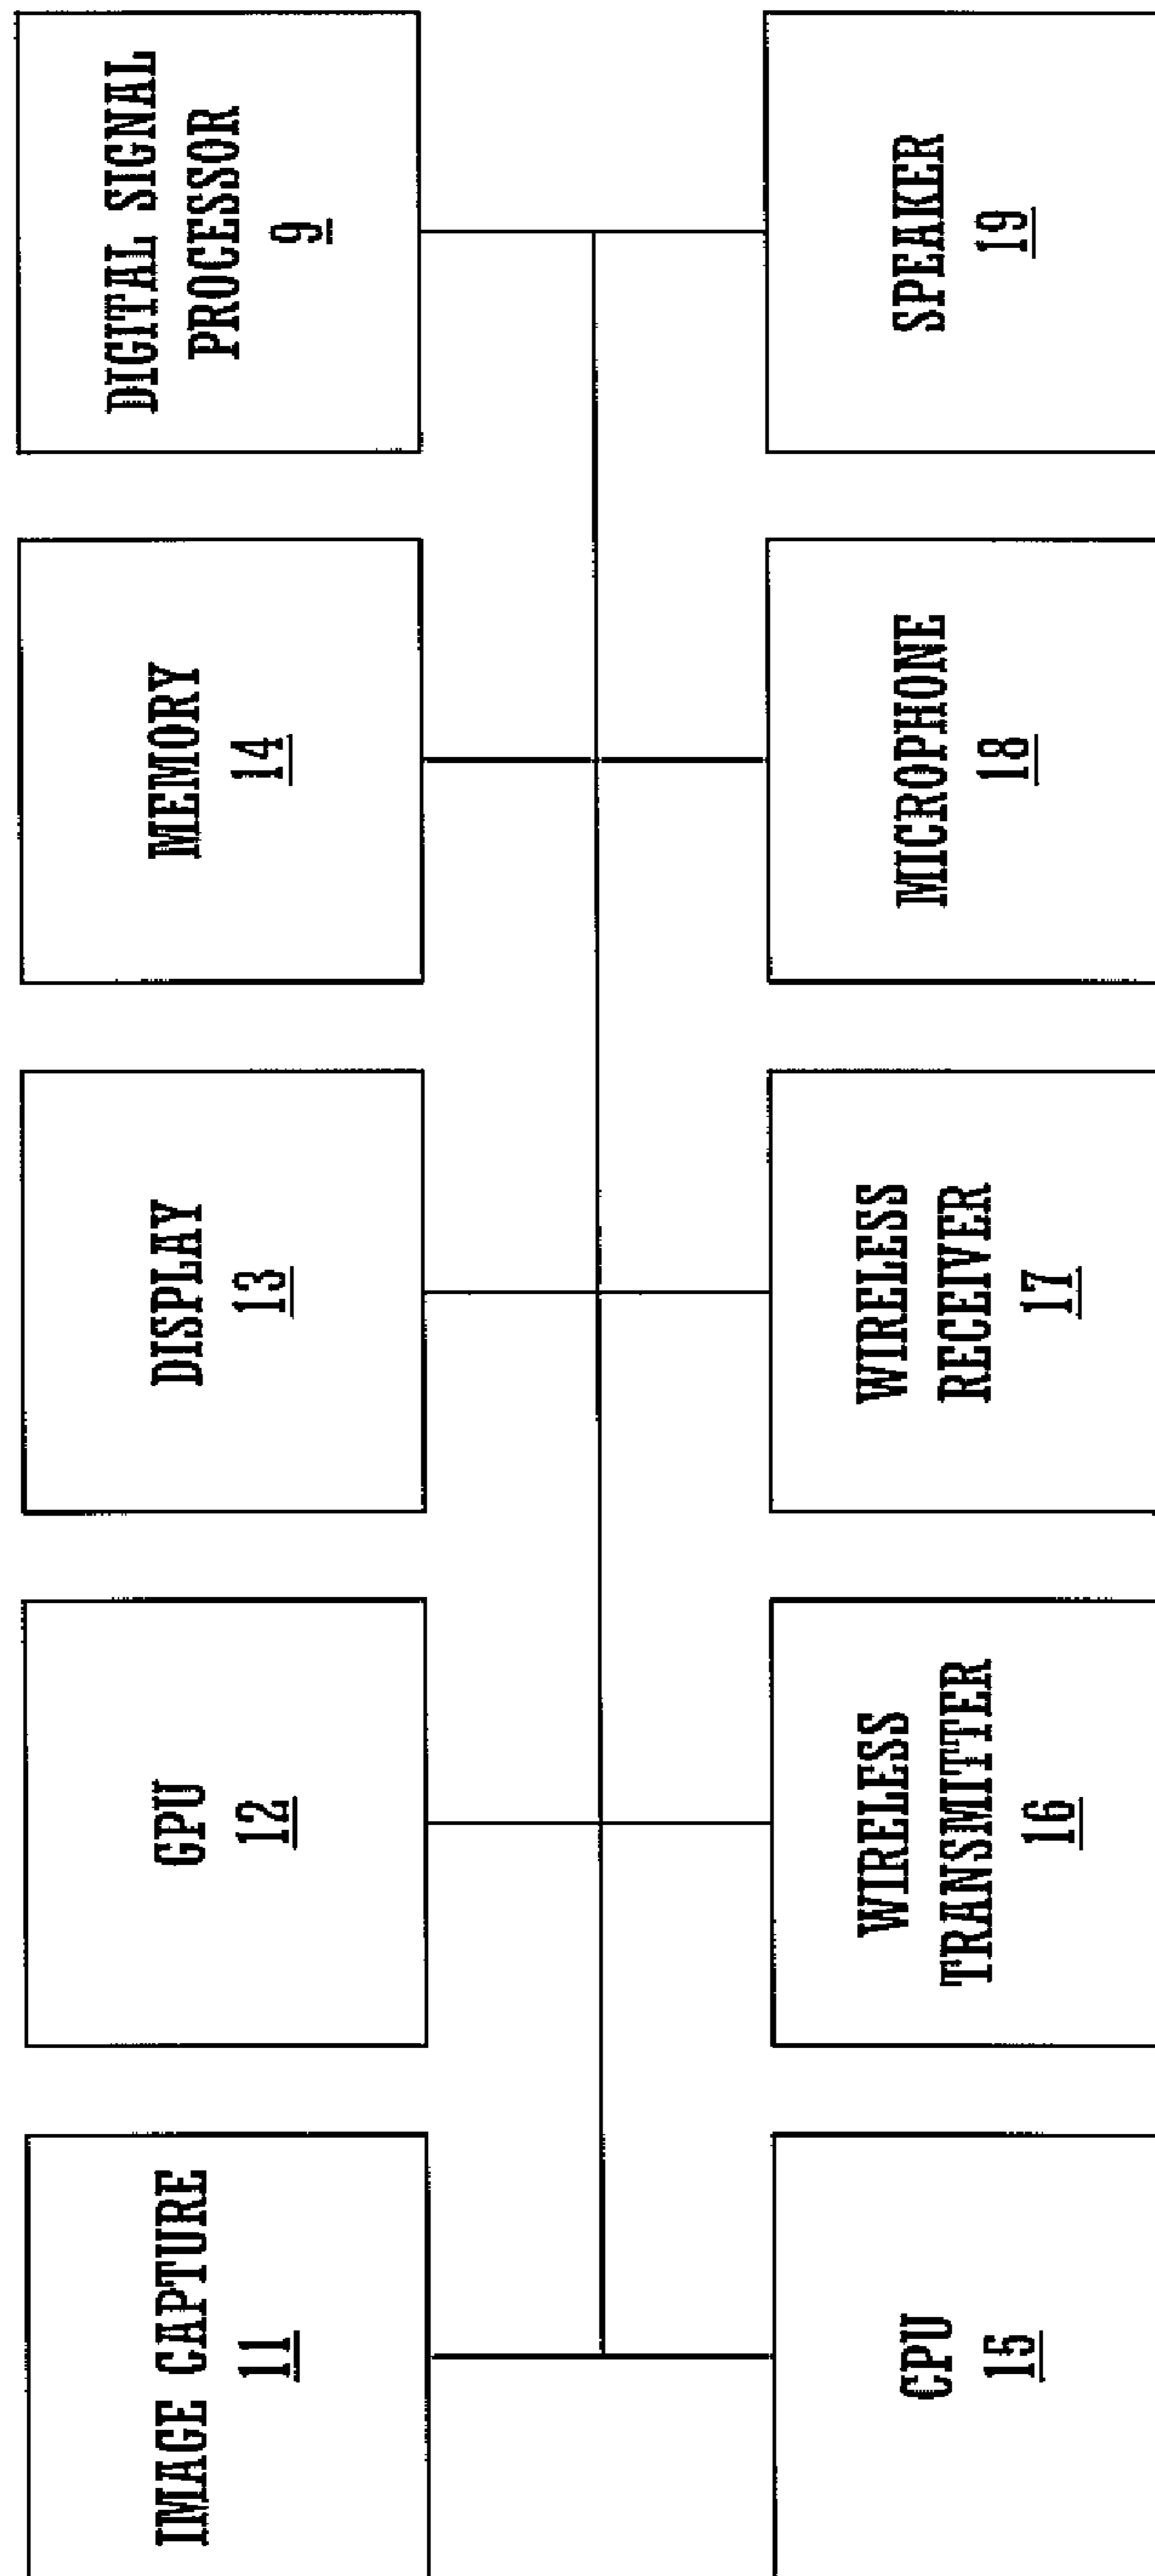 IMAGE CAPTURE
11
GPU
12
DISPLAY
13
MEMORY
14
DIGITAL SIGNAL
PROCESSOR
9
CPU
15
WIRELESS
TRANSMITTER
16
WIRELESS
RECEIVER
17
MICROPHONE
18
SPEAKER
19